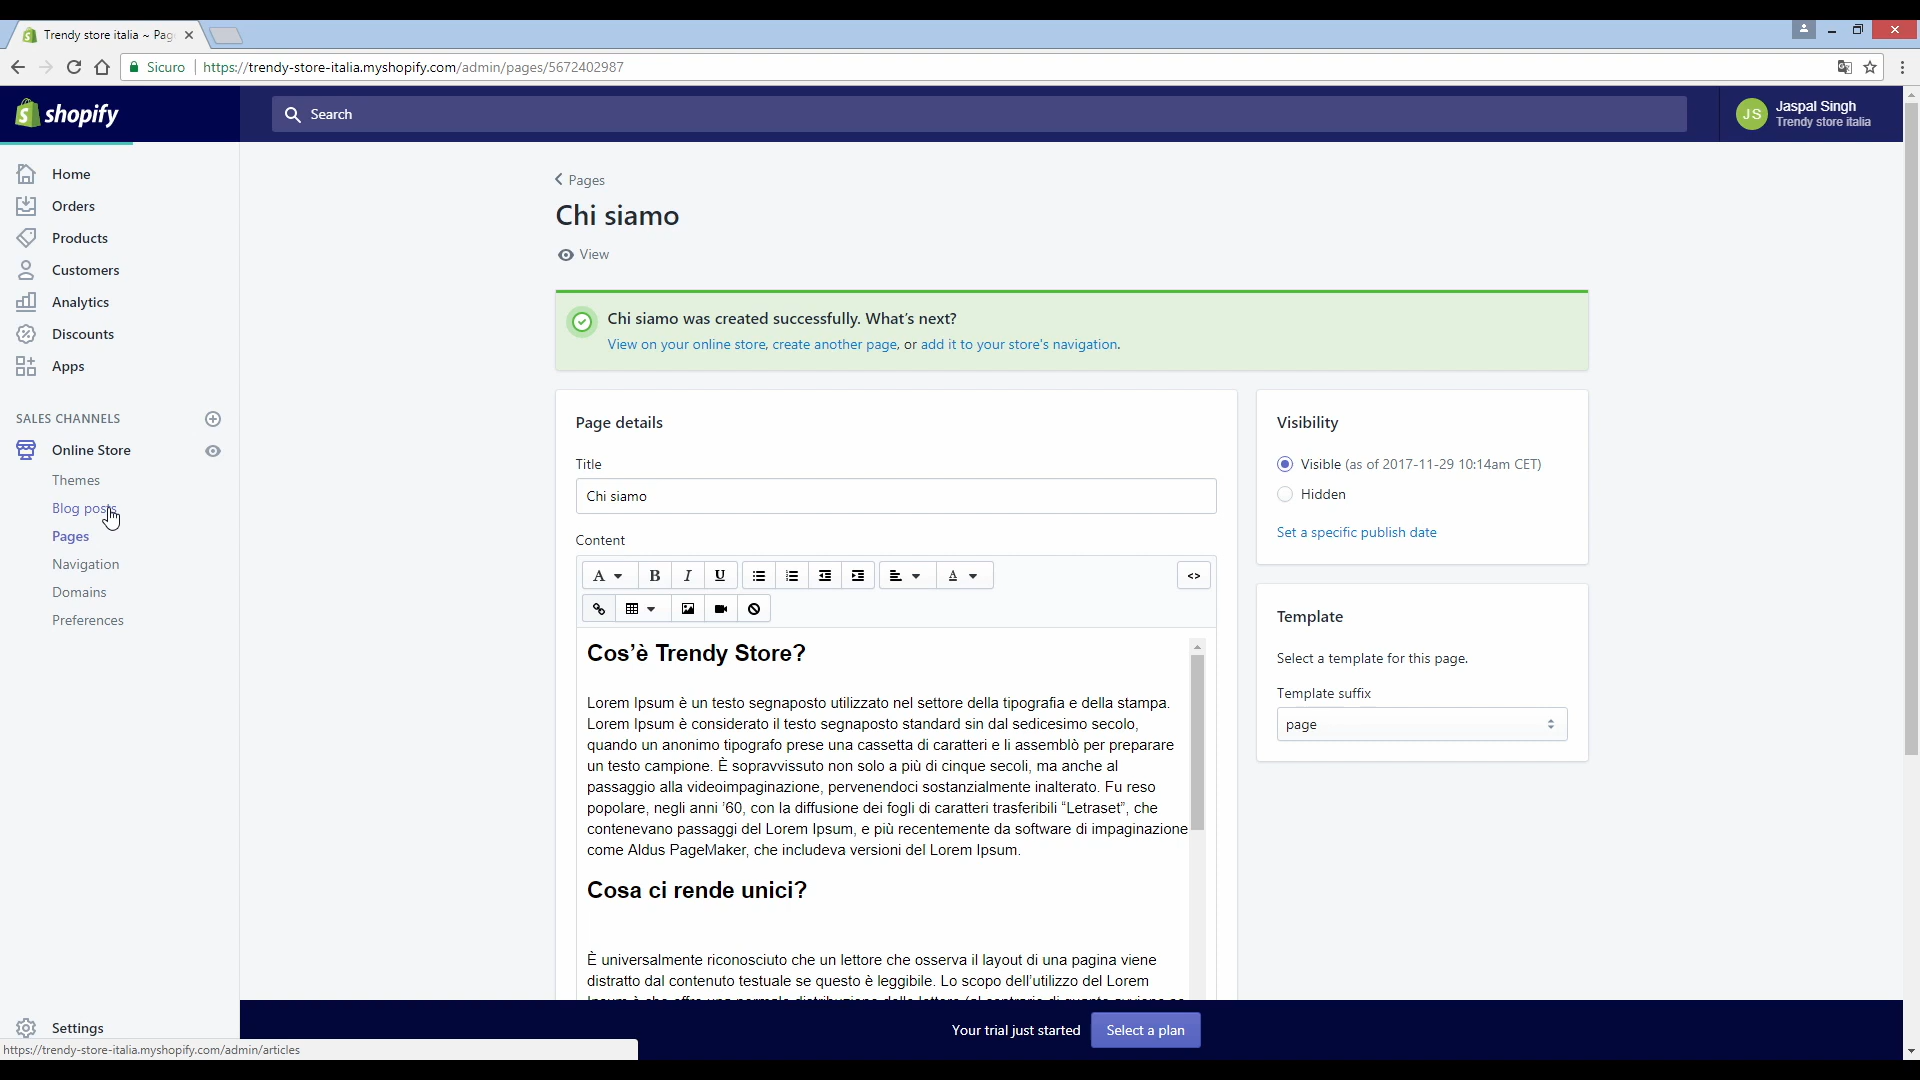 Trendy store italia ~ Pag
Sicuro
https://trendy-store-italia.myshopify.com/admin/pages/5672402987
shopify
Search
JS
Jaspal Singh
Trendy store italia
Home
Orders
Products
Customers
Analytics
Discounts
Apps
SALES CHANNELS
Online Store
Themes
Blog posts
Pages
Navigation
Domains
Preferences
Settings
https://trendy-store-italia.myshopify.com/admin/articles
Pages
Chi siamo
View
Chi siamo was created successfully. What's next?
View on your online store, create another page, or add it to your store's navigation.
Page details
Title
Chi siamo
Content
A
B
I
U
A
<>
Cos'è Trendy Store?
Lorem Ipsum è un testo segnaposto utilizzato nel settore della tipografia e della stampa.
Lorem Ipsum è considerato il testo segnaposto standard sin dal sedicesimo secolo,
quando un anonimo tipografo prese una cassetta di caratteri e li assemblò per preparare
un testo campione. È sopravvissuto non solo a più di cinque secoli, ma anche al
passaggio alla videoimpaginazione, pervenendoci sostanzialmente inalterato. Fu reso
popolare, negli anni '60, con la diffusione dei fogli di caratteri trasferibili “Letraset”, che
contenevano passaggi del Lorem Ipsum, e più recentemente da software di impaginazione
come Aldus PageMaker, che includeva versioni del Lorem Ipsum.
Cosa ci rende unici?
È universalmente riconosciuto che un lettore che osserva il layout di una pagina viene
distratto dal contenuto testuale se questo è leggibile. Lo scopo dell'utilizzo del Lorem
Visibility
Visible (as of 2017-11-29 10:14am CET)
Hidden
Set a specific publish date
Template
Select a template for this page.
Template suffix
page
Your trial just started
Select a plan